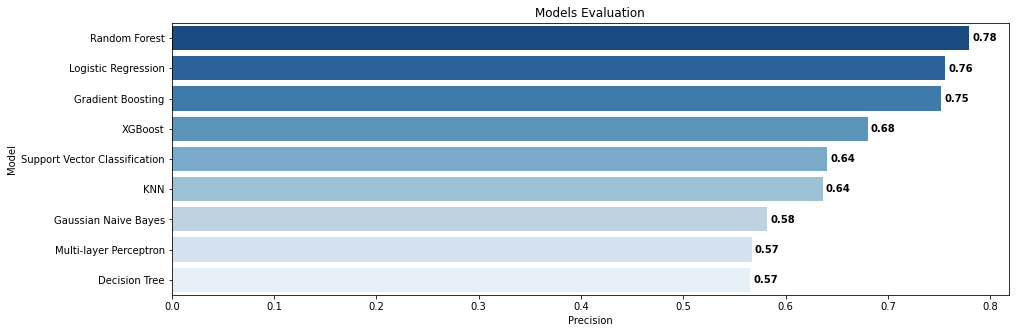 Models Evaluation
Random Forest 0.78
Logistic Regression 0.76
Gradient Boosting 0.75
XGBoost 0.68
Support Vector Classification 0.64
KNN 0.64
Gaussian Naive Bayes 0.58
Multi-layer Perceptron 0.57
Decision Tree 0.57
Model
0.0 0.1 0.2 0.3 0.4 0.5 0.6 0.7 0.8
Precision